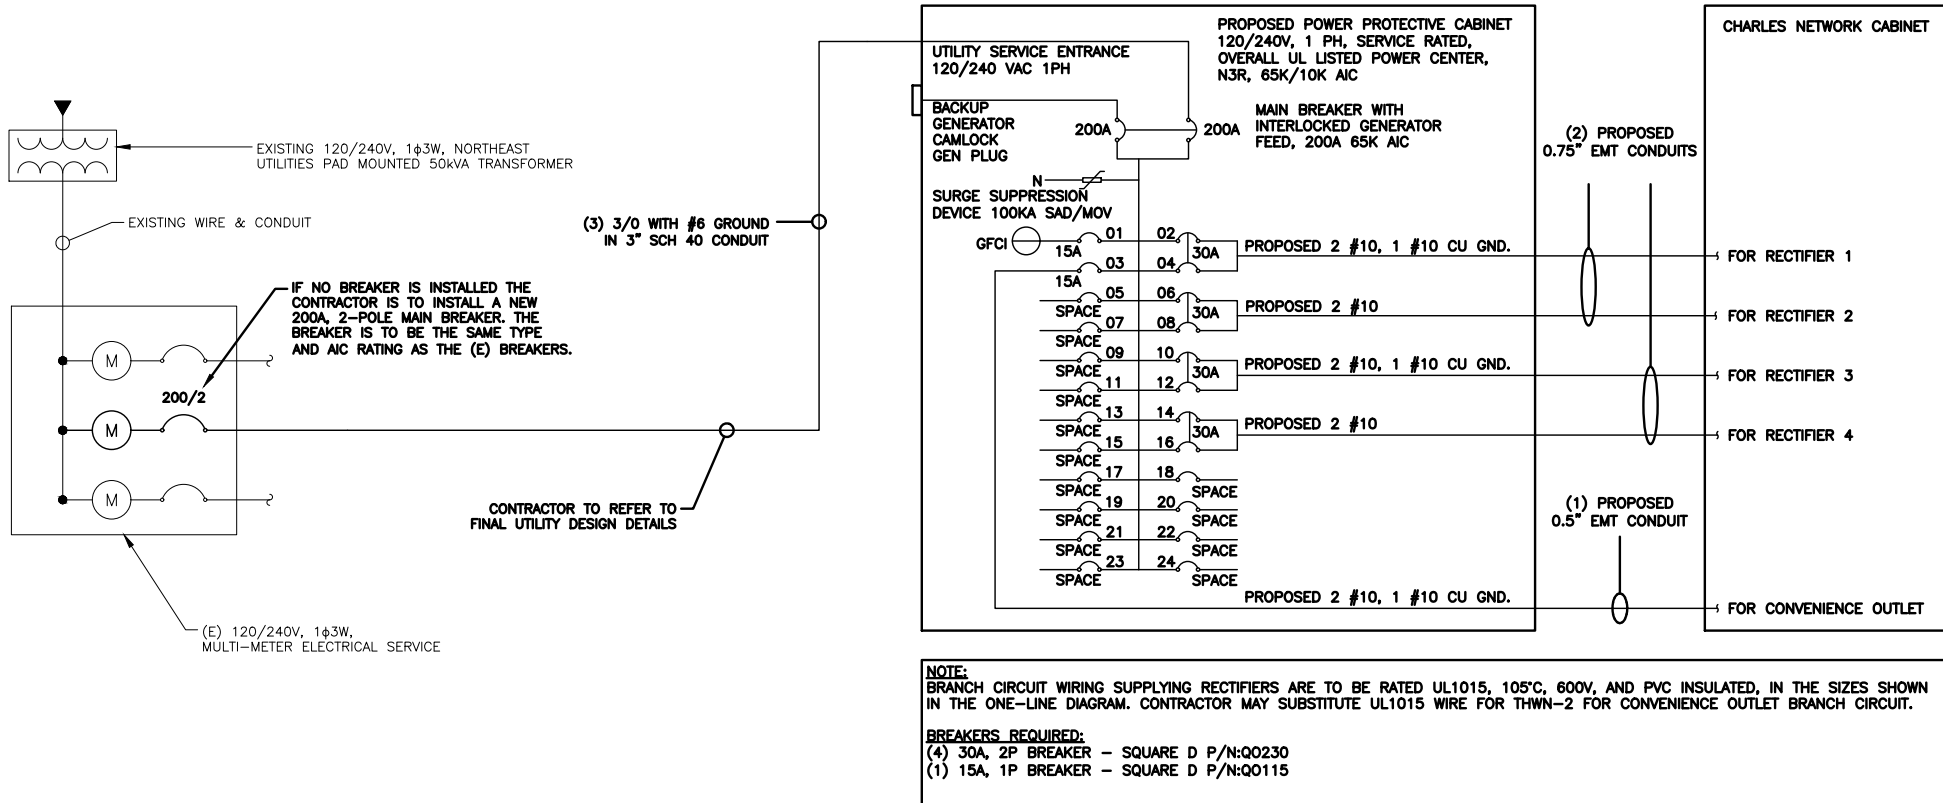 EXISTING 120/240V, 1ϕ3W, NORTHEAST
UTILITIES PAD MOUNTED 50kVA TRANSFORMER
EXISTING WIRE & CONDUIT
IF NO BREAKER IS INSTALLED THE
CONTRACTOR IS TO INSTALL A NEW
200A, 2-POLE MAIN BREAKER. THE
BREAKER IS TO BE THE SAME TYPE
AND AIC RATING AS THE (E) BREAKERS.
M
200/2
M
M
(E) 120/240V, 1ϕ3W,
MULTI-METER ELECTRICAL SERVICE
(3) 3/0 WITH #6 GROUND
IN 3" SCH 40 CONDUIT
CONTRACTOR TO REFER TO
FINAL UTILITY DESIGN DETAILS
UTILITY SERVICE ENTRANCE
120/240 VAC 1PH
PROPOSED POWER PROTECTIVE CABINET
120/240V, 1 PH, SERVICE RATED,
OVERALL UL LISTED POWER CENTER,
N3R, 65K/10K AIC
BACKUP
GENERATOR
CAMLOCK
GEN PLUG
200A
200A
MAIN BREAKER WITH
INTERLOCKED GENERATOR
FEED, 200A 65K AIC
N
SURGE SUPPRESSION
DEVICE 100KA SAD/MOV
GFCI
15A
01
02
30A
PROPOSED 2 #10, 1 #10 CU GND.
15A
03
04
SPACE
05
06
30A
PROPOSED 2 #10
SPACE
07
08
SPACE
09
10
30A
PROPOSED 2 #10, 1 #10 CU GND.
SPACE
11
12
SPACE
13
14
30A
PROPOSED 2 #10
SPACE
15
16
SPACE
17
18
SPACE
SPACE
19
20
SPACE
SPACE
21
22
SPACE
SPACE
23
24
SPACE
PROPOSED 2 #10, 1 #10 CU GND.
(2) PROPOSED
0.75" EMT CONDUITS
(1) PROPOSED
0.5" EMT CONDUIT
CHARLES NETWORK CABINET
FOR RECTIFIER 1
FOR RECTIFIER 2
FOR RECTIFIER 3
FOR RECTIFIER 4
FOR CONVENIENCE OUTLET
NOTE:
BRANCH CIRCUIT WIRING SUPPLYING RECTIFIERS ARE TO BE RATED UL1015, 105°C, 600V, AND PVC INSULATED, IN THE SIZES SHOWN
IN THE ONE-LINE DIAGRAM. CONTRACTOR MAY SUBSTITUTE UL1015 WIRE FOR THWN-2 FOR CONVENIENCE OUTLET BRANCH CIRCUIT.
BREAKERS REQUIRED:
(4) 30A, 2P BREAKER - SQUARE D P/N:QO230
(1) 15A, 1P BREAKER - SQUARE D P/N:QO115